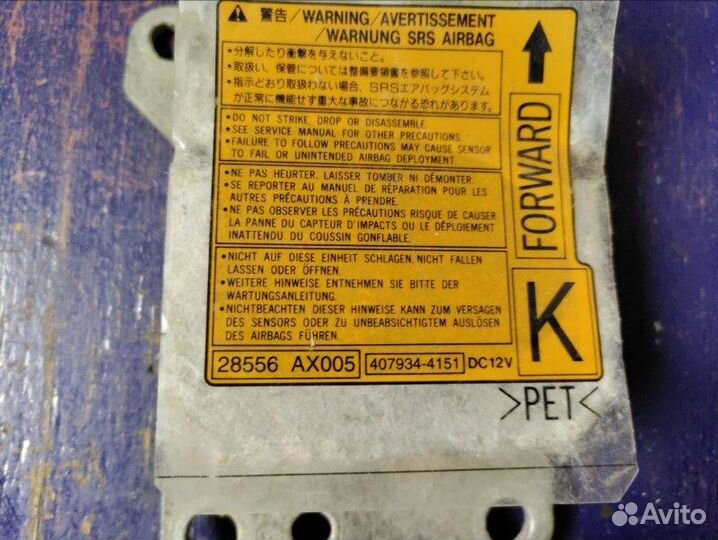 警告/WARNING/AVERTISSEMENT
/WARNUNG SRS AIRBAG
•分解したり衝撃を与えないこと。
•取扱い、保管については整備要領書を参照して下さい。
•指示どおり取扱わない場合、SRSエアバッグシステム
が正常に機能せず重大な事故につながる恐れがあります。
•DO NOT STRIKE, DROP OR DISASSEMBLE.
•SEE SERVICE MANUAL FOR OTHER PRECAUTIONS.
•FAILURE TO FOLLOW PRECAUTIONS MAY CAUSE SENSOR
TO FAIL OR UNINTENDED AIRBAG DEPLOYMENT.
•NE PAS HEURTER, LAISSER TOMBER NI DÉMONTER.
•SE REPORTER AU MANUEL DE RÉPARATION POUR LES
AUTRES PRÉCAUTIONS À PRENDRE.
•NE PAS OBSERVER LES PRÉCAUTIONS RISQUE DE CAUSER
LA PANNE DU CAPTEUR D'IMPACTS OU LE DÉPLOIEMENT
INATTENDU DU COUSSIN GONFLABLE.
•NICHT AUF DIESE EINHEIT SCHLAGEN, NICHT FALLEN
LASSEN ODER ÖFFNEN.
•WEITERE HINWEISE ENTNEHMEN SIE BITTE DER
WARTUNGSANLEITUNG.
•NICHTBEACHTEN DIESER HINWEISE KANN ZUM VERSAGEN
DES SENSORS ODER ZU UNBEABSICHTIGTEM AUSLÖSEN
DES AIRBAGS FÜHREN.
28556 AX005 407934-4151 DC12V
FORWARD
K
>PET<
Avito